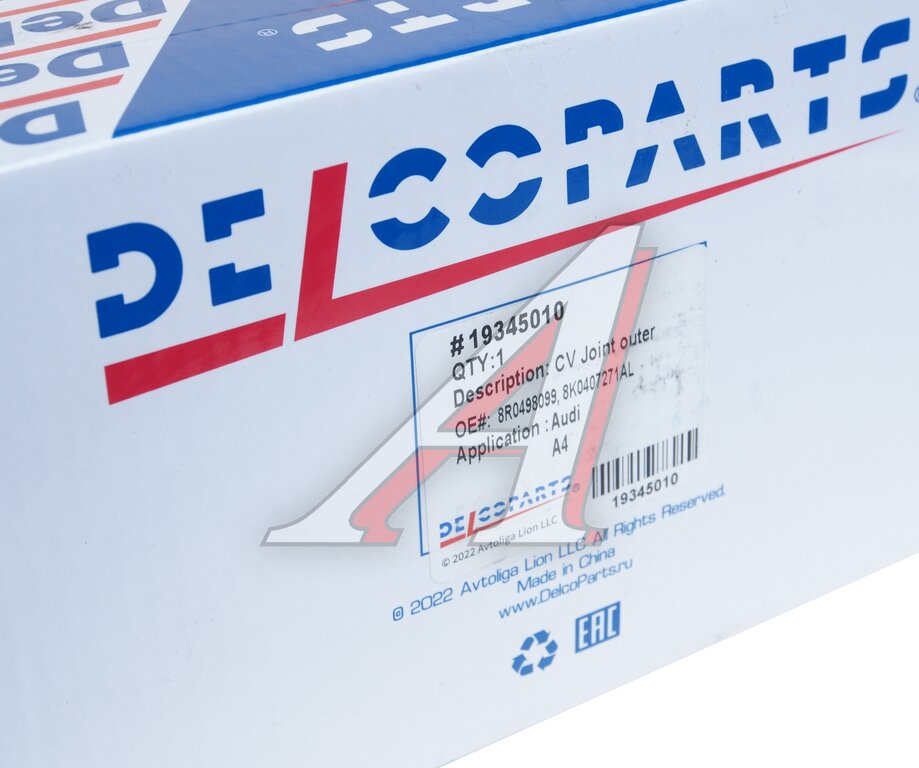 DELCOPARTS
#19345010
QTY:1
Description: CV Joint outer
OE#: 8R0498099, 8K0407271AL
Application : Audi
A4
19345010
DELCOPARTS®
© 2022 Avtoliga Lion LLC
© 2022 Avtoliga Lion LLC All Rights Reserved.
Made in China
www.DelcoParts.ru
EAC